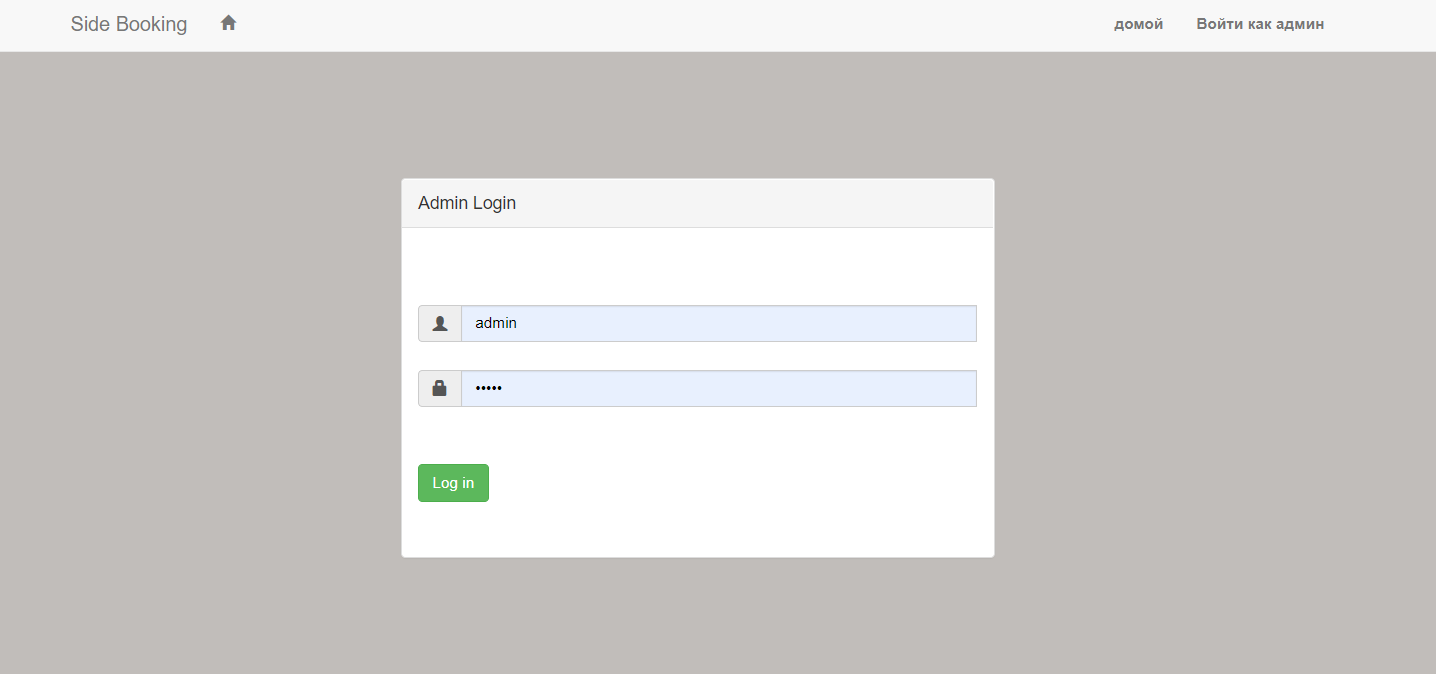 Side Booking домой Войти как админ
Admin Login
admin
•••••
Log in